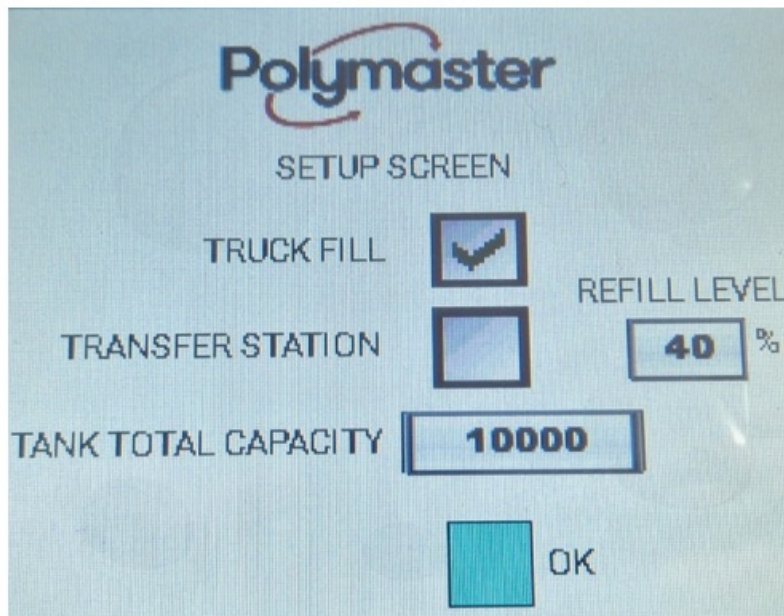 Polymaster
SETUP SCREEN
TRUCK FILL
REFILL LEVEL
TRANSFER STATION
40 %
TANK TOTAL CAPACITY 10000
OK